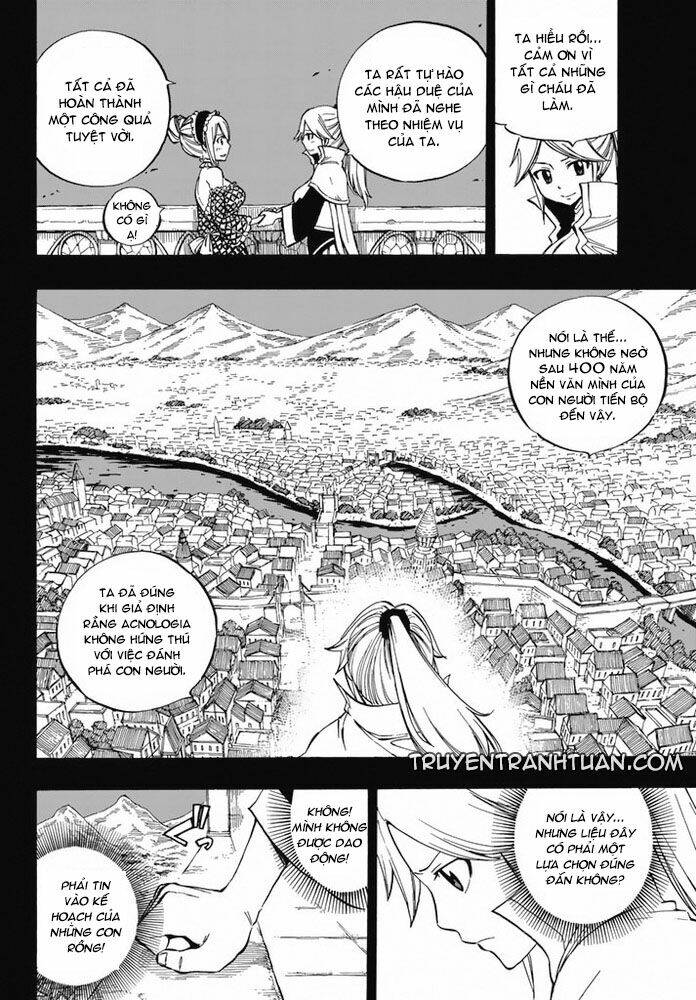 TA HIỂU RỒI...
CẢM ƠN VÌ
TẤT CẢ NHỮNG
GÌ CHÁU ĐÃ
LÀM.
TA RẤT TỰ HÀO
CÁC HẬU DUỆ CỦA
MÌNH ĐÃ NGHE
THEO NHIỆM VỤ
CỦA TA.
TẤT CẢ ĐÃ
HOÀN THÀNH
MỘT CÔNG QUẢ
TUYỆT VỜI.
KHÔNG
CÓ GÌ
Ạ!
NÓI LÀ THẾ...
NHƯNG KHÔNG NGỜ
SAU 400 NĂM
NỀN VĂN MINH CỦA
CON NGƯỜI TIẾN BỘ
ĐẾN VẬY.
TA ĐÃ ĐÚNG
KHI GIẢ ĐỊNH
RẰNG ACNOLOGIA
KHÔNG HỨNG THÚ
VỚI VIỆC ĐÁNH
PHÁ CON NGƯỜI.
TRUYENTRANHTUAN.COM
NÓI LÀ VẬY...
NHƯNG LIỆU ĐÂY
CÓ PHẢI MỘT
LỰA CHỌN ĐÚNG
ĐẮN KHÔNG?
KHÔNG!
MÌNH KHÔNG
ĐƯỢC DAO
ĐỘNG!
PHẢI TIN
VÀO KẾ
HOẠCH CỦA
NHỮNG CON
RỒNG!